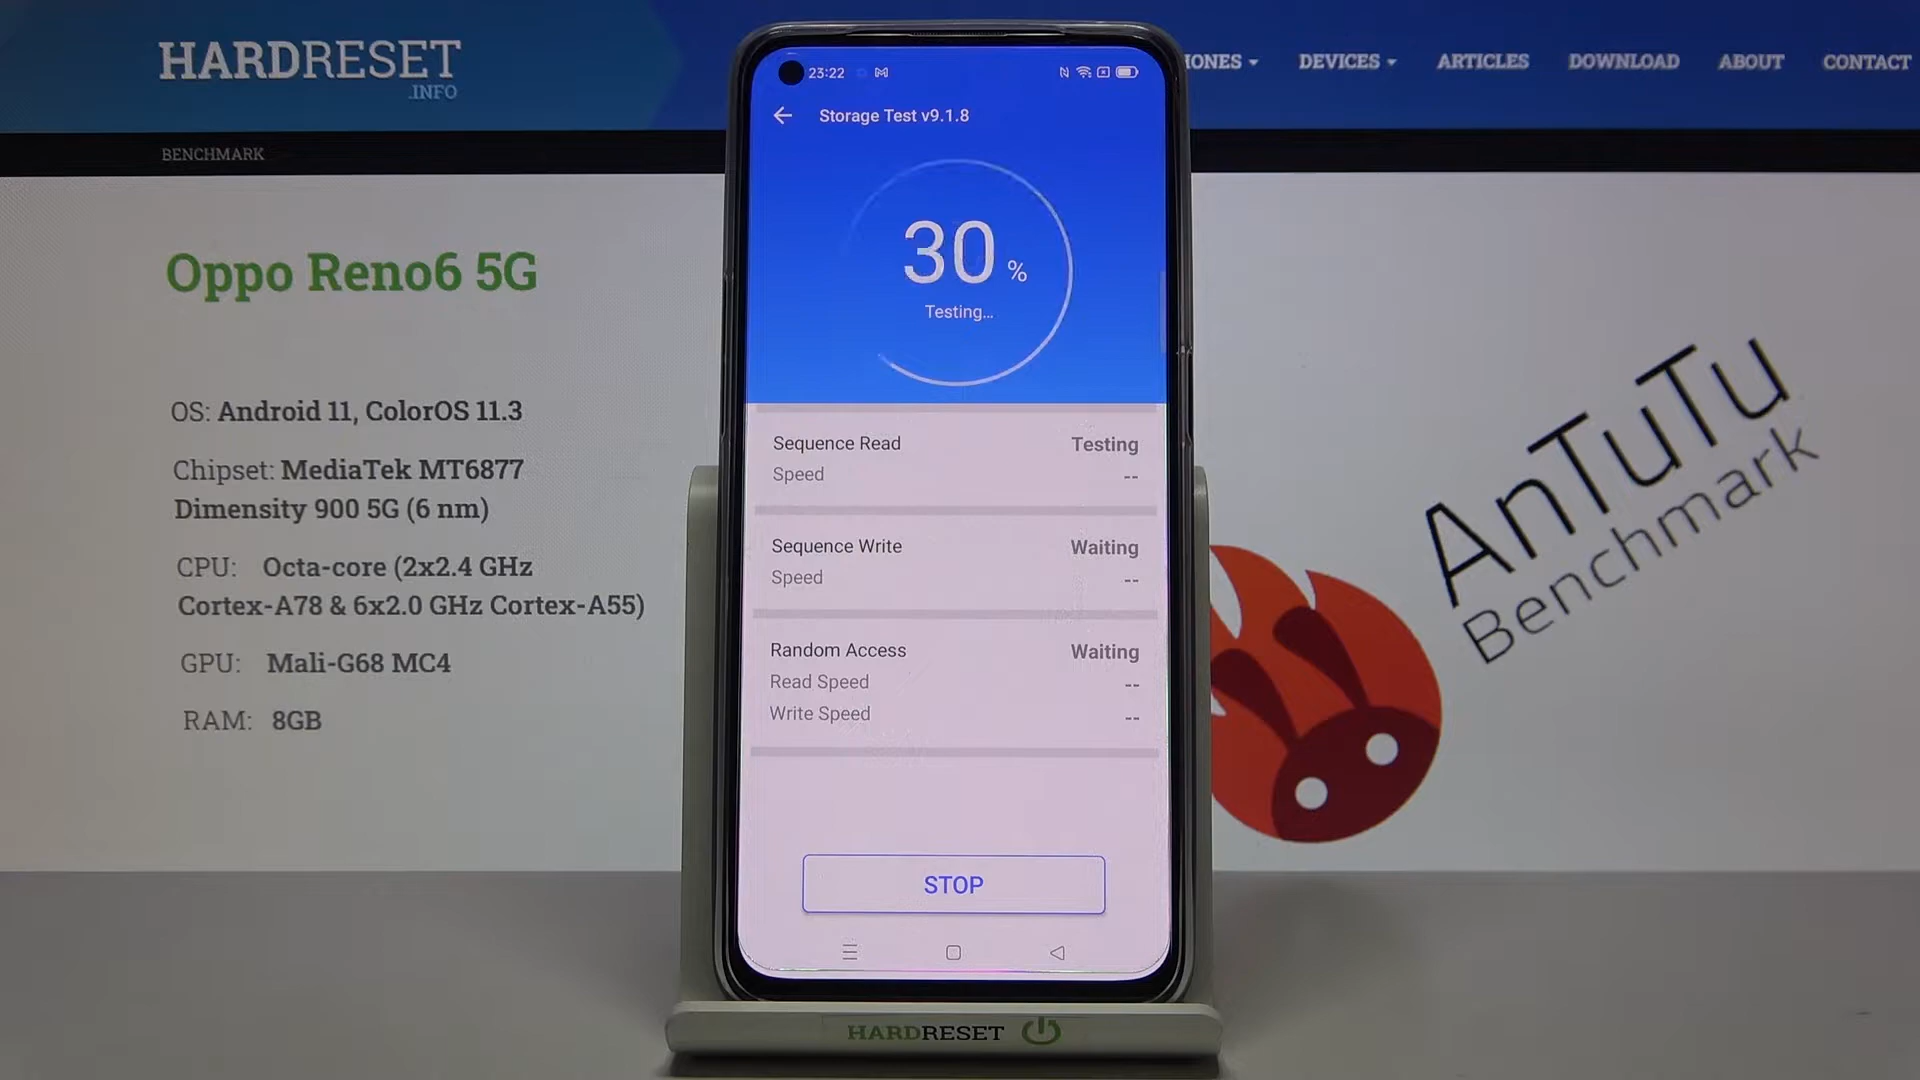 HARDRESET
.INFO
DEVICES
ARTICLES
DOWNLOAD
ABOUT
CONTACT
BENCHMARK
Oppo Reno6 5G
OS: Android 11, ColorOS 11.3
Chipset: MediaTek MT6877
Dimensity 900 5G (6 nm)
CPU: Octa-core (2x2.4 GHz
Cortex-A78 & 6x2.0 GHz Cortex-A55)
GPU: Mali-G68 MC4
RAM: 8GB
23:22
Storage Test v9.1.8
30 %
Testing...
Sequence Read Testing
Speed --
Sequence Write Waiting
Speed --
Random Access Waiting
Read Speed --
Write Speed --
STOP
AnTuTu
Benchmark
HARDRESET